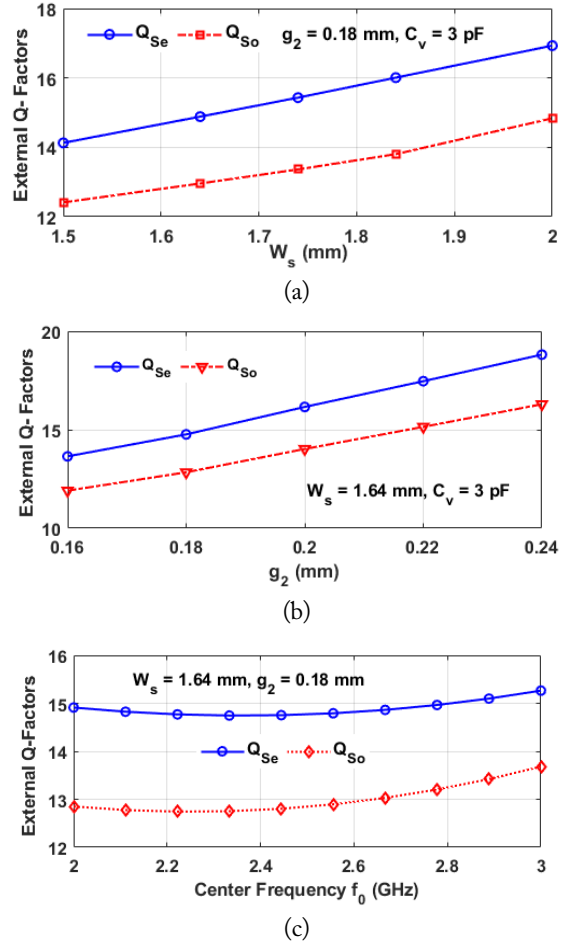 Q_Se Q_So g_2 = 0.18 mm, C_v = 3 pF
External Q- Factors
18
16
14
12
1.5 1.6 1.7 1.8 1.9 2
W_s (mm)
(a)
20
15
10
External Q- Factors
Q_Se Q_So
W_s = 1.64 mm, C_v = 3 pF
0.16 0.18 0.2 0.22 0.24
g_2 (mm)
(b)
16
15
14
13
12
External Q-Factors
W_s = 1.64 mm, g_2 = 0.18 mm
Q_Se Q_So
2 2.2 2.4 2.6 2.8 3
Center Frequency f_0 (GHz)
(c)